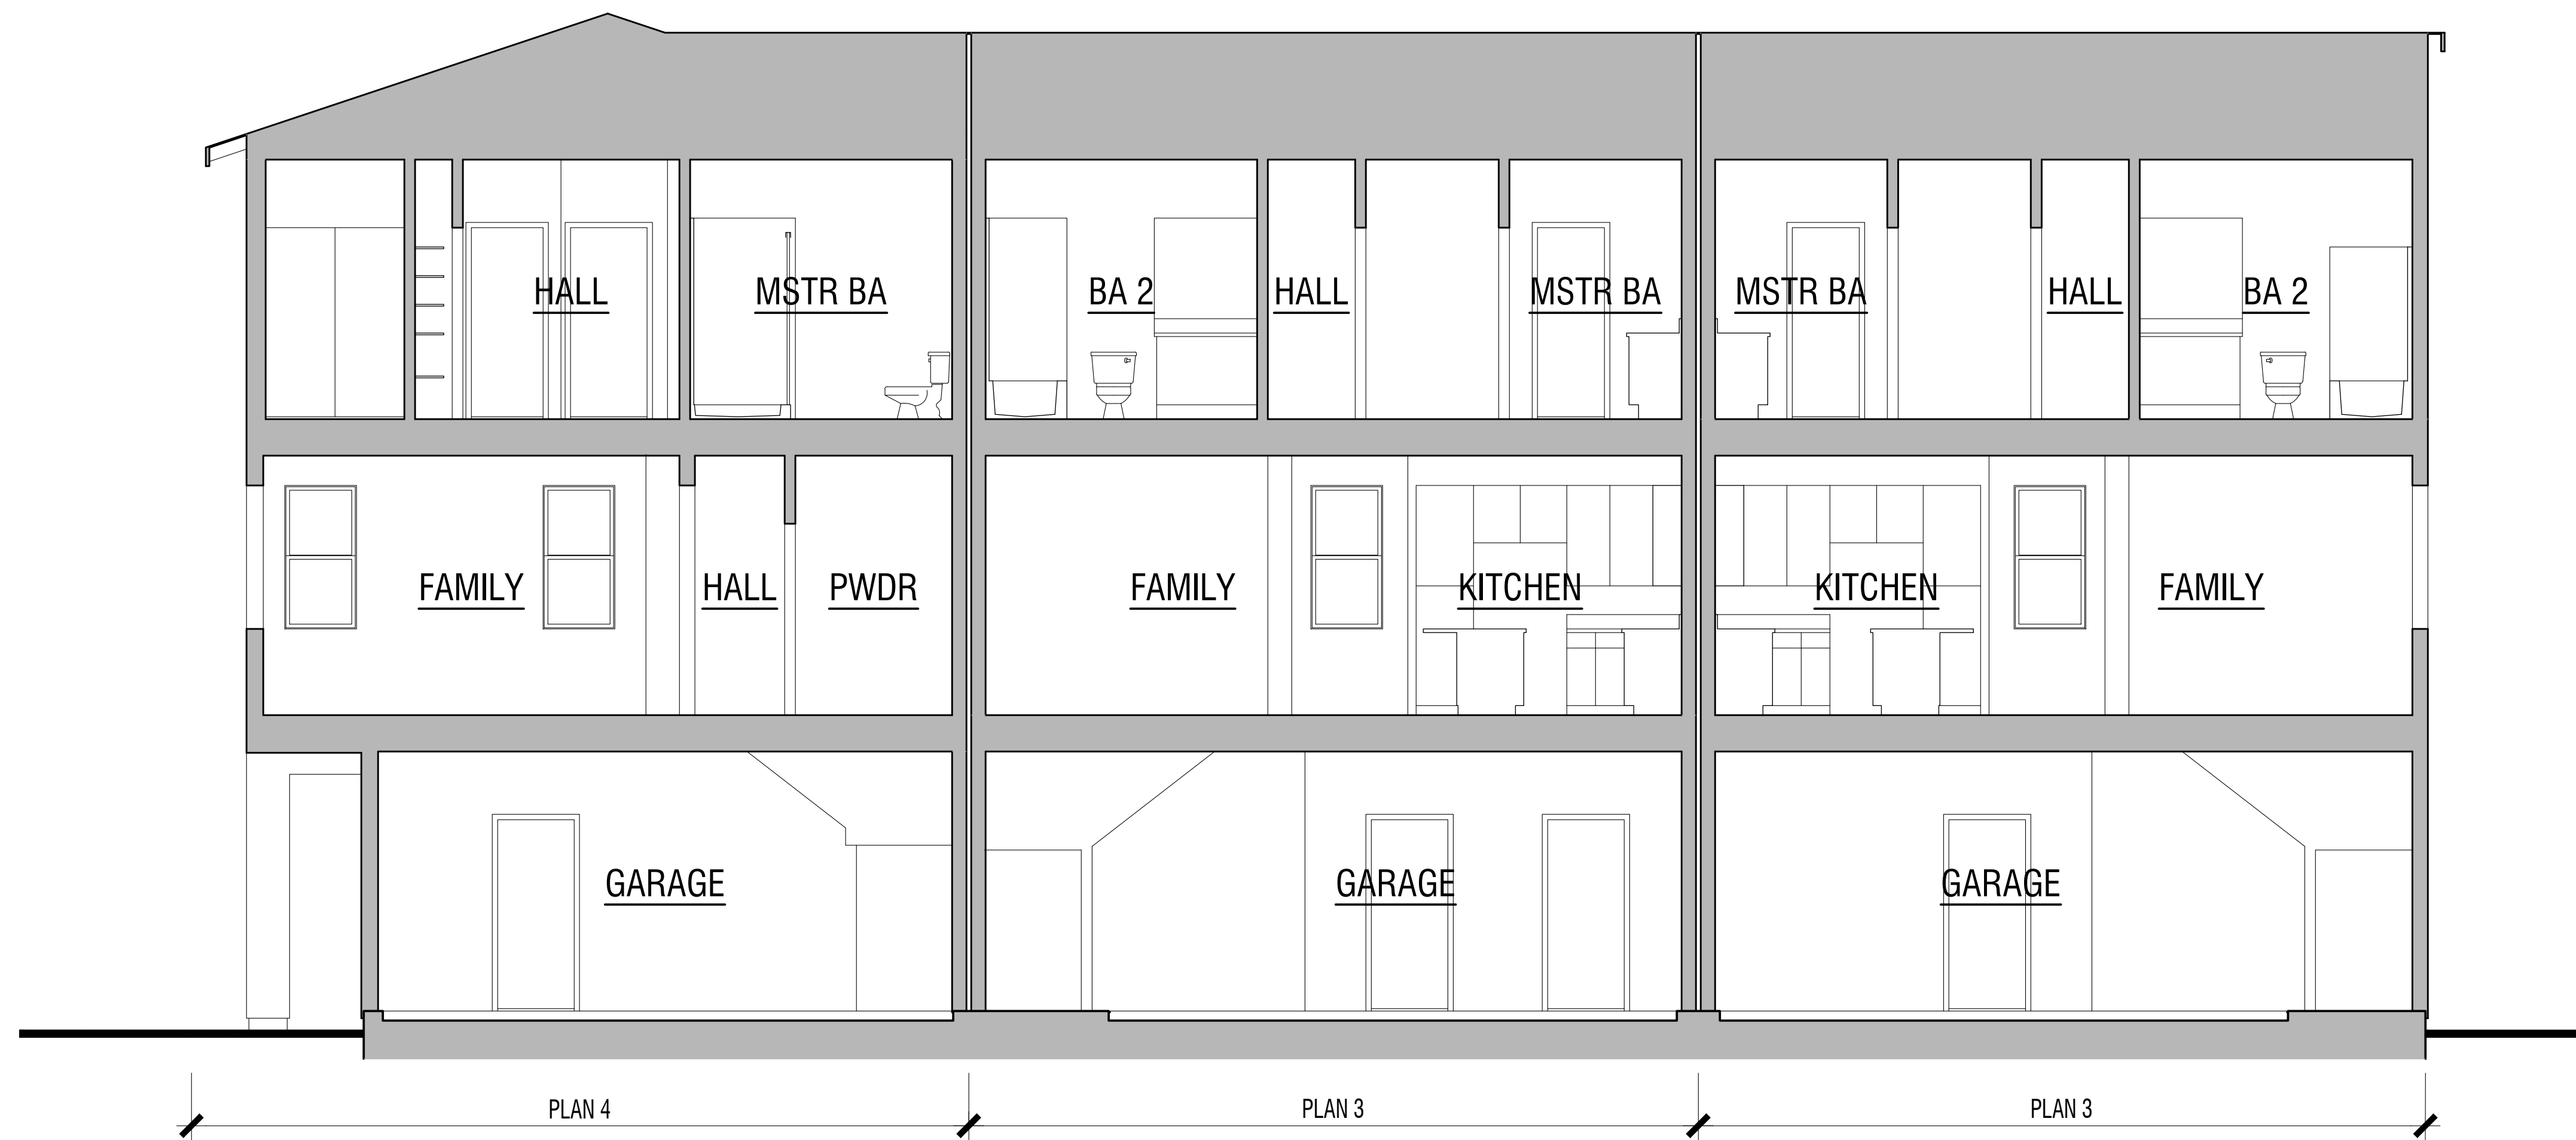 HALL
MSTR BA
BA 2
HALL
MSTR BA
MSTR BA
HALL
BA 2
FAMILY
HALL
PWDR
FAMILY
KITCHEN
KITCHEN
FAMILY
GARAGE
GARAGE
GARAGE
PLAN 4
PLAN 3
PLAN 3